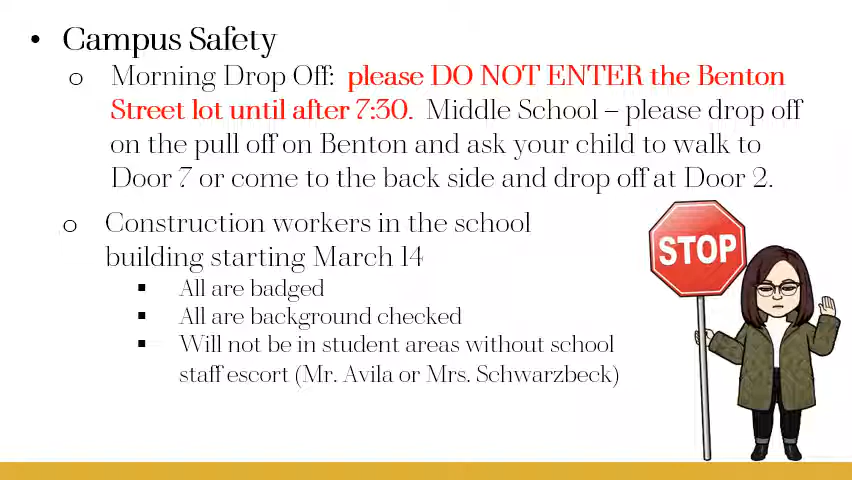 • Campus Safety
o Morning Drop Off: please DO NOT ENTER the Benton
Street lot until after 7:30. Middle School – please drop off
on the pull off on Benton and ask your child to walk to
Door 7 or come to the back side and drop off at Door 2.
o Construction workers in the school
building starting March 14
▪ All are badged
▪ All are background checked
▪ Will not be in student areas without school
staff escort (Mr. Avila or Mrs. Schwarzbeck)
STOP